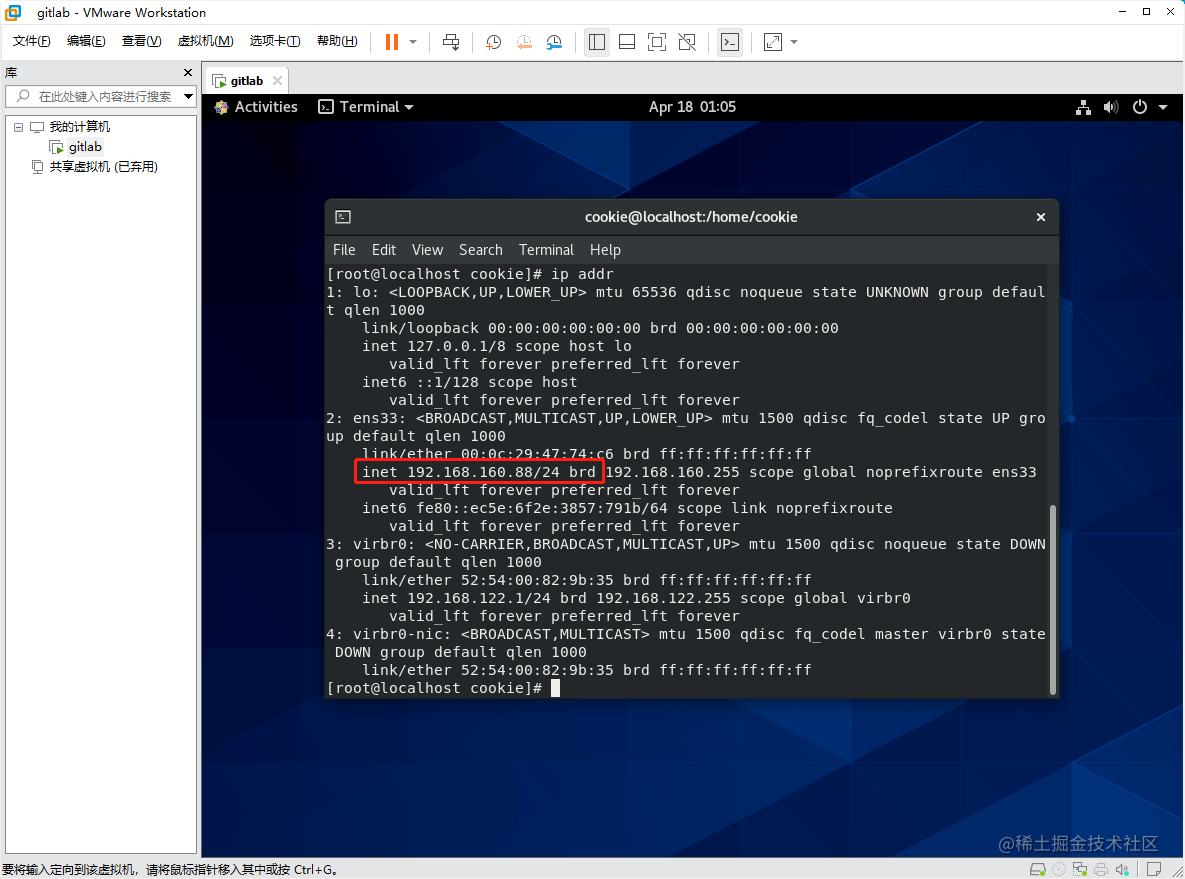 gitlab - VMware Workstation
文件(F) 编辑(E) 查看(V) 虚拟机(M) 选项卡(T) 帮助(H)
库
在此处键入内容进行搜索
我的计算机
gitlab
共享虚拟机 (已弃用)
gitlab
Activities Terminal Apr 18 01:05
cookie@localhost:/home/cookie
File Edit View Search Terminal Help
[root@localhost cookie]# ip addr
1: lo: <LOOPBACK,UP,LOWER_UP> mtu 65536 qdisc noqueue state UNKNOWN group defaul
t qlen 1000
link/loopback 00:00:00:00:00:00 brd 00:00:00:00:00:00
inet 127.0.0.1/8 scope host lo
valid_lft forever preferred_lft forever
inet6 ::1/128 scope host
valid_lft forever preferred_lft forever
2: ens33: <BROADCAST,MULTICAST,UP,LOWER_UP> mtu 1500 qdisc fq_codel state UP gro
up default qlen 1000
link/ether 00:0c:29:47:74:c6 brd ff:ff:ff:ff:ff:ff
inet 192.168.160.88/24 brd 192.168.160.255 scope global noprefixroute ens33
valid_lft forever preferred_lft forever
inet6 fe80::ec5e:6f2e:3857:791b/64 scope link noprefixroute
valid_lft forever preferred_lft forever
3: virbr0: <NO-CARRIER,BROADCAST,MULTICAST,UP> mtu 1500 qdisc noqueue state DOWN
group default qlen 1000
link/ether 52:54:00:82:9b:35 brd ff:ff:ff:ff:ff:ff
inet 192.168.122.1/24 brd 192.168.122.255 scope global virbr0
valid_lft forever preferred_lft forever
4: virbr0-nic: <BROADCAST,MULTICAST> mtu 1500 qdisc fq_codel master virbr0 state
DOWN group default qlen 1000
link/ether 52:54:00:82:9b:35 brd ff:ff:ff:ff:ff:ff
[root@localhost cookie]#
@稀土掘金技术社区
要将输入定向到该虚拟机，请将鼠标指针移入其中或按 Ctrl+G。